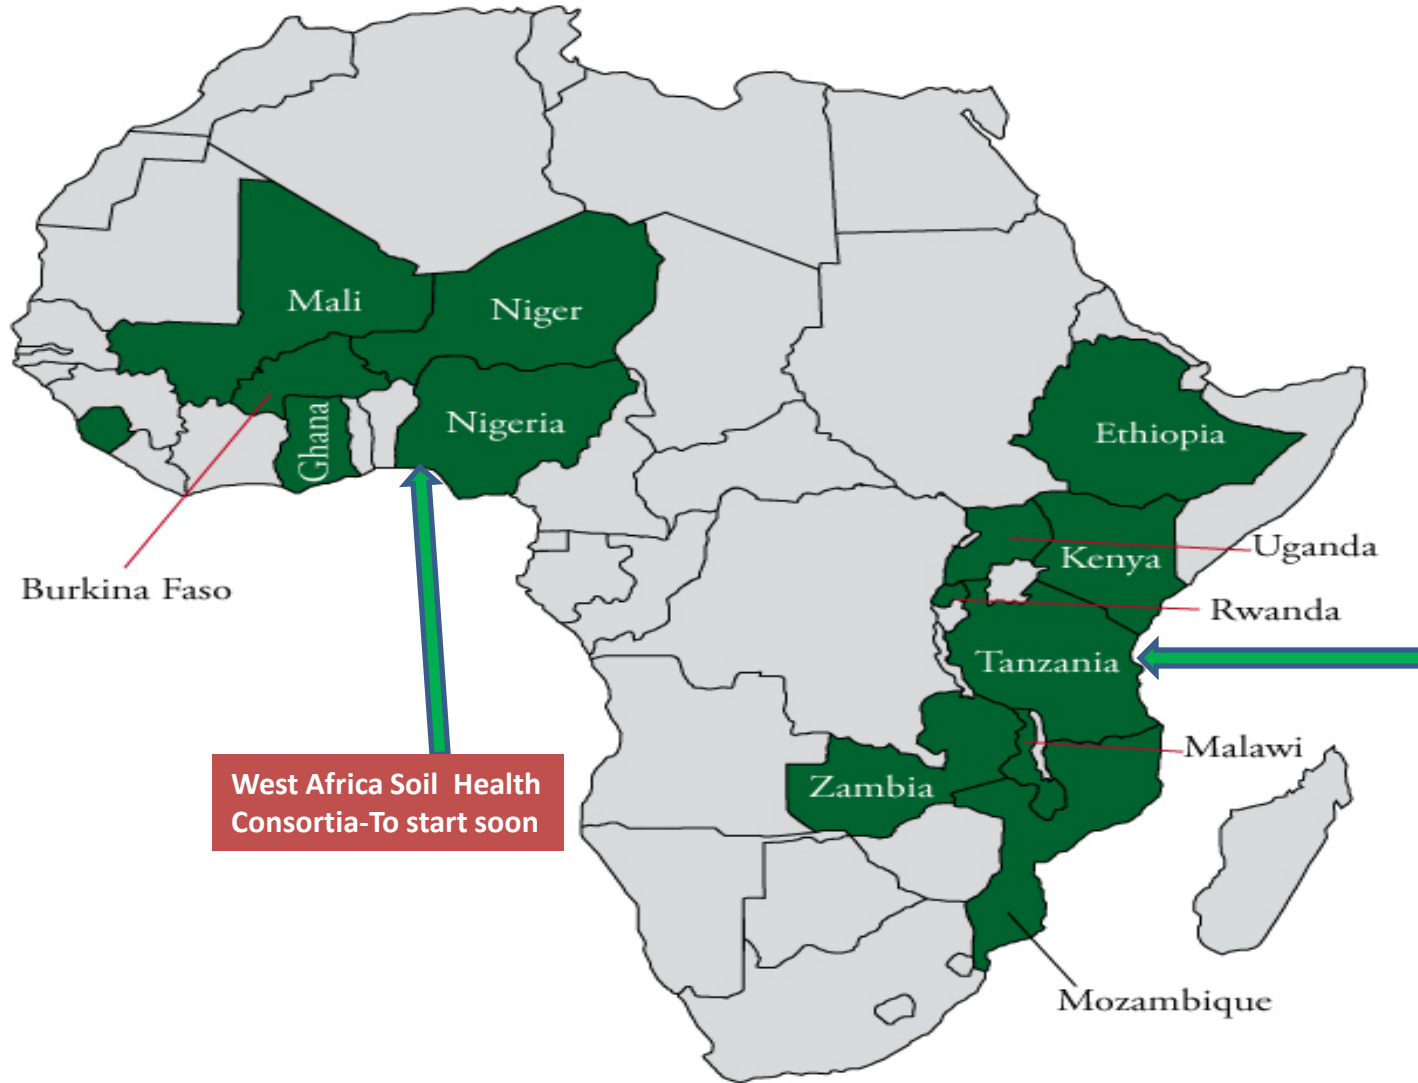 Mali
Niger
Nigeria
Ghana
Ethiopia
Burkina Faso
Uganda
Kenya
Rwanda
Tanzania
Malawi
Zambia
West Africa Soil  Health
Consortia-To start soon
Mozambique